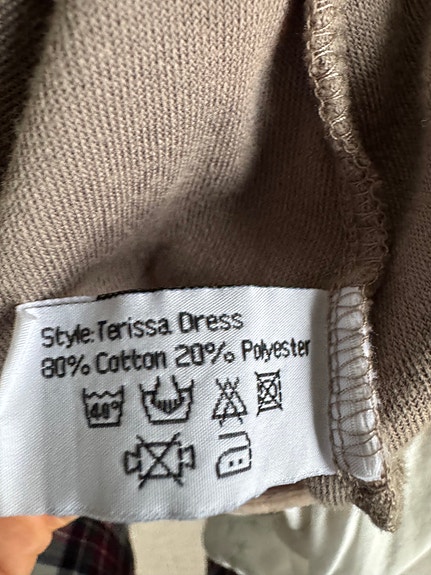 Style:Terissa Dress
80% Cotton 20% Polyester
40°